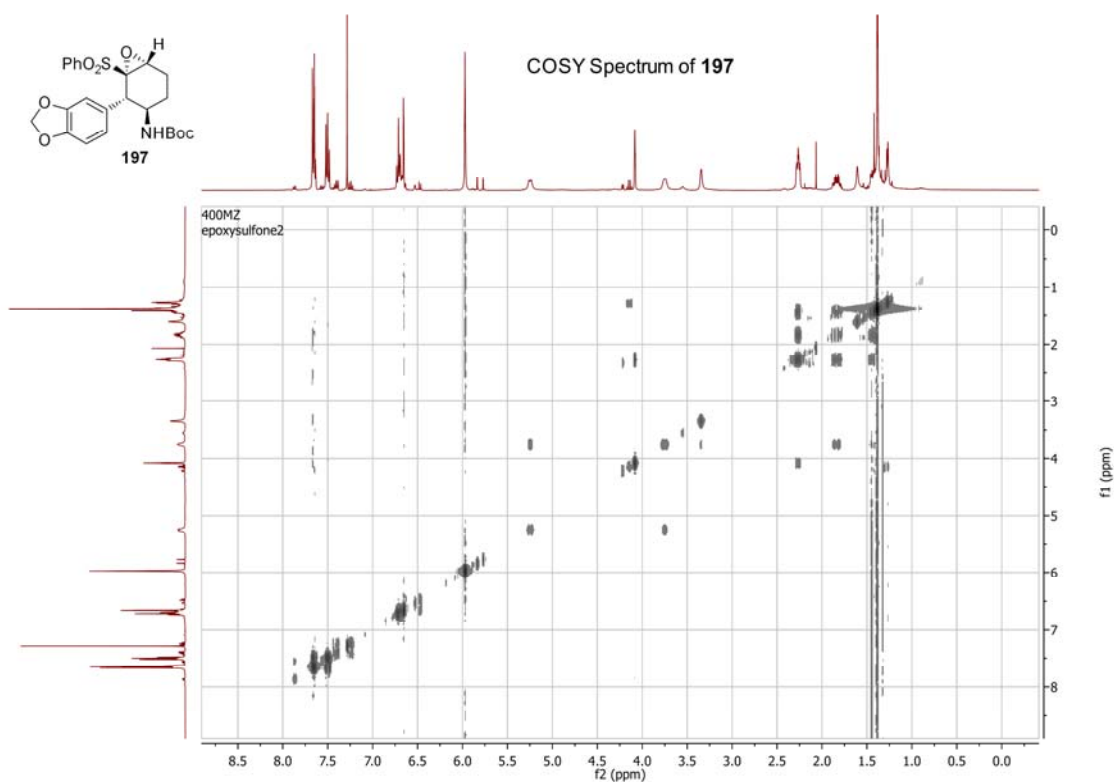 O
H
PhO₂S
O
O
NHBoc
197
COSY Spectrum of 197
400MZ
epoxysulfone2
0
1
2
3
4
5
6
7
8
f1 (ppm)
8.5 8.0 7.5 7.0 6.5 6.0 5.5 5.0 4.5 4.0 3.5 3.0 2.5 2.0 1.5 1.0 0.5 0.0
f2 (ppm)